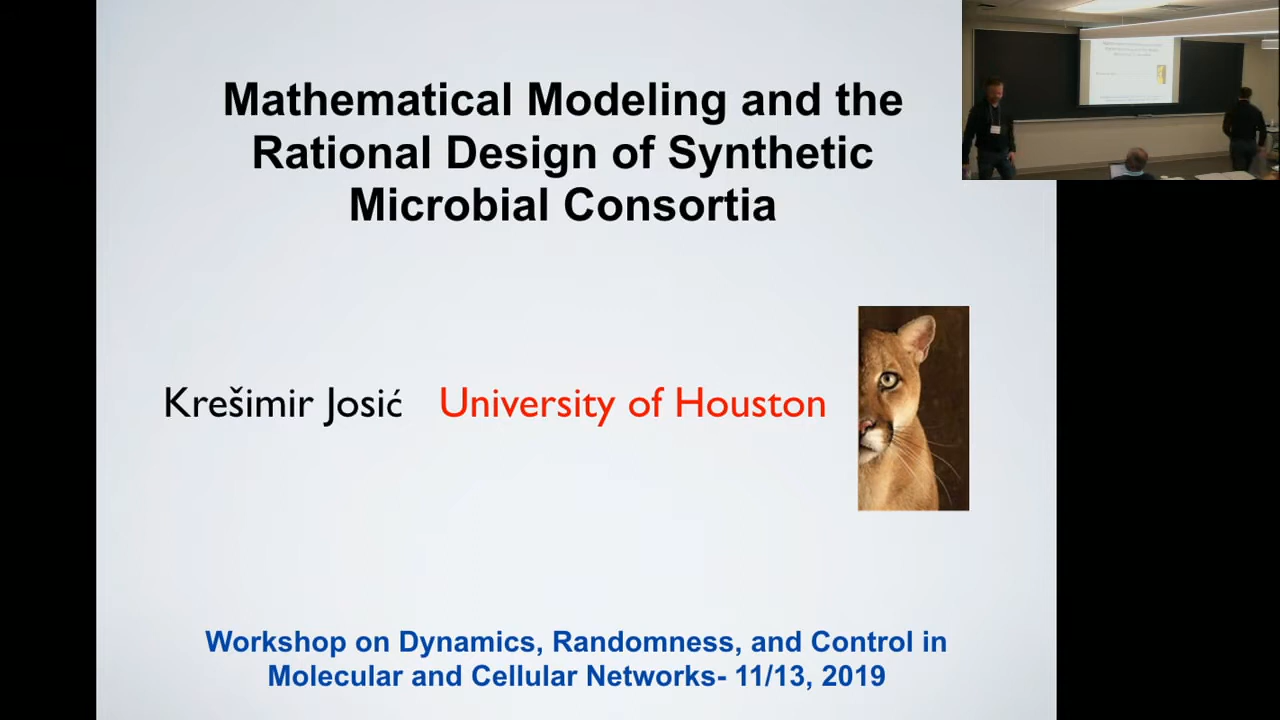 Mathematical Modeling and the
Rational Design of Synthetic
Microbial Consortia
Krešimir Josić University of Houston
Workshop on Dynamics, Randomness, and Control in
Molecular and Cellular Networks- 11/13, 2019